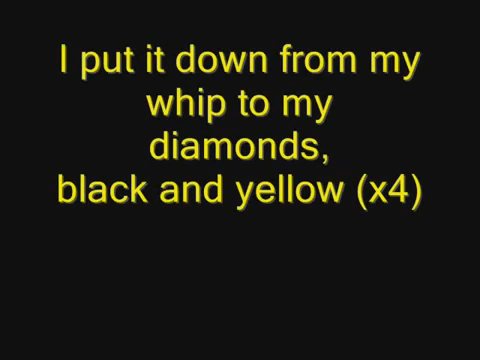 I put it down from my
whip to my
diamonds,
black and yellow (x4)